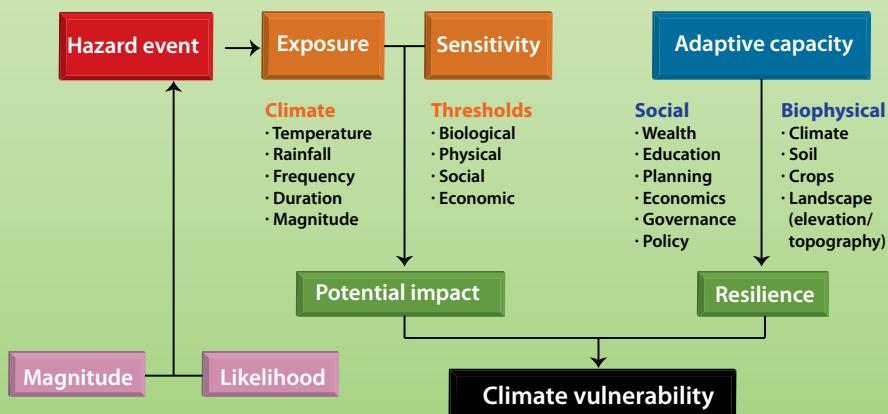 Hazard event
Exposure
Sensitivity
Adaptive capacity
Climate
· Temperature
· Rainfall
· Frequency
· Duration
· Magnitude
Thresholds
· Biological
· Physical
· Social
· Economic
Social
· Wealth
· Education
· Planning
· Economics
· Governance
· Policy
Biophysical
· Climate
· Soil
· Crops
· Landscape
(elevation/
topography)
Potential impact
Resilience
Magnitude
Likelihood
Climate vulnerability